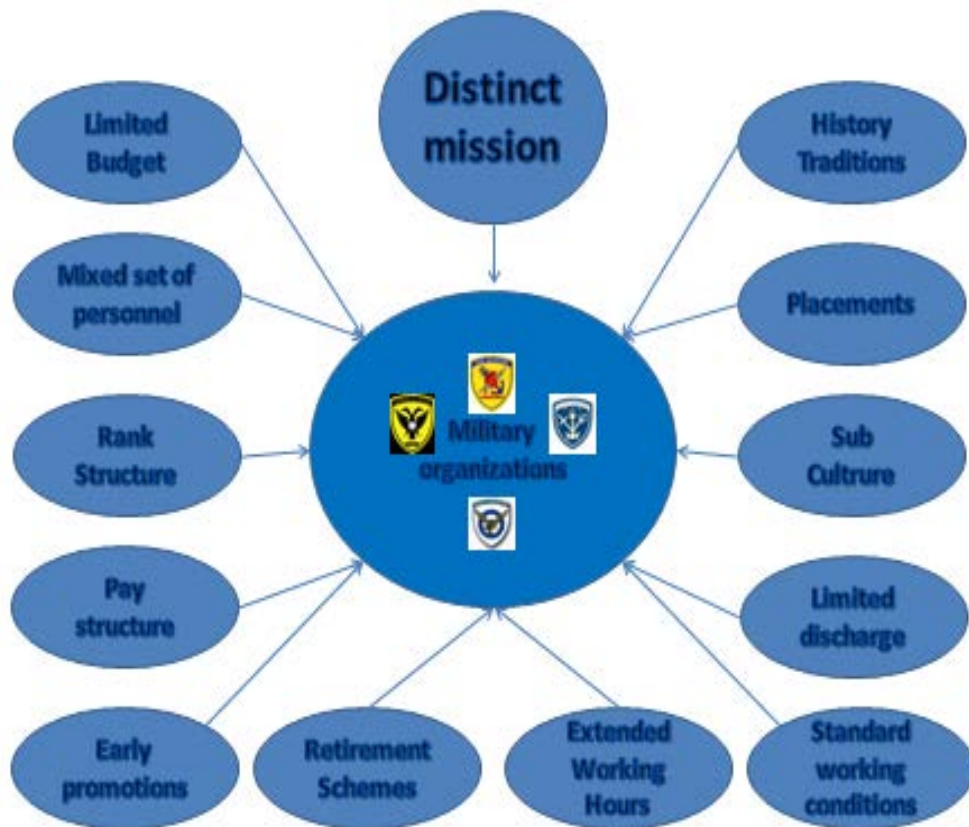 Distinct
mission
Limited
Budget
History
Traditions
Mixed set of
personnel
Placements
Military
organizations
Rank
Structure
Sub
Cultrure
Pay
structure
Limited
discharge
Early
promotions
Retirement
Schemes
Extended
Working
Hours
Standard
working
conditions